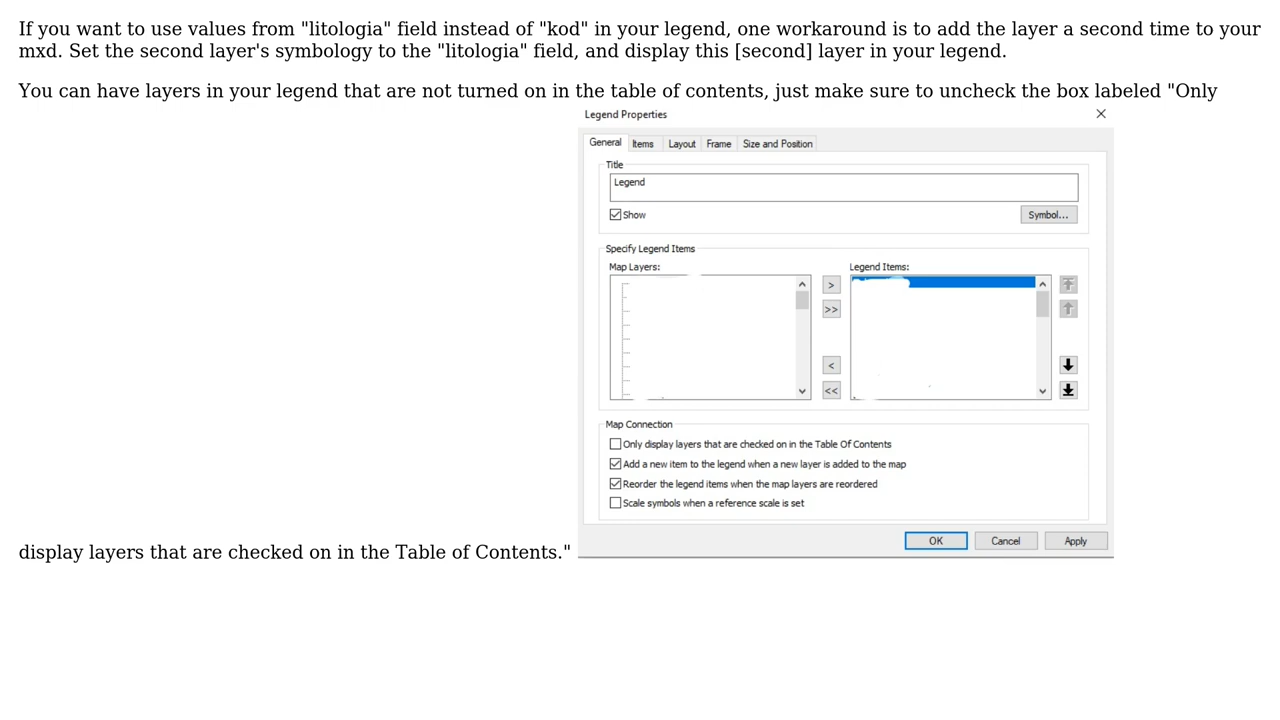 If you want to use values from "litologia" field instead of "kod" in your legend, one workaround is to add the layer a second time to your
mxd. Set the second layer's symbology to the "litologia" field, and display this [second] layer in your legend.
You can have layers in your legend that are not turned on in the table of contents, just make sure to uncheck the box labeled "Only
Legend Properties
General Items Layout Frame Size and Position
Title
Legend
Show
Symbol...
Specify Legend Items
Map Layers:
Legend Items:
>
>>
<
<<
Map Connection
Only display layers that are checked on in the Table Of Contents
Add a new item to the legend when a new layer is added to the map
Reorder the legend items when the map layers are reordered
Scale symbols when a reference scale is set
OK Cancel Apply
display layers that are checked on in the Table of Contents."